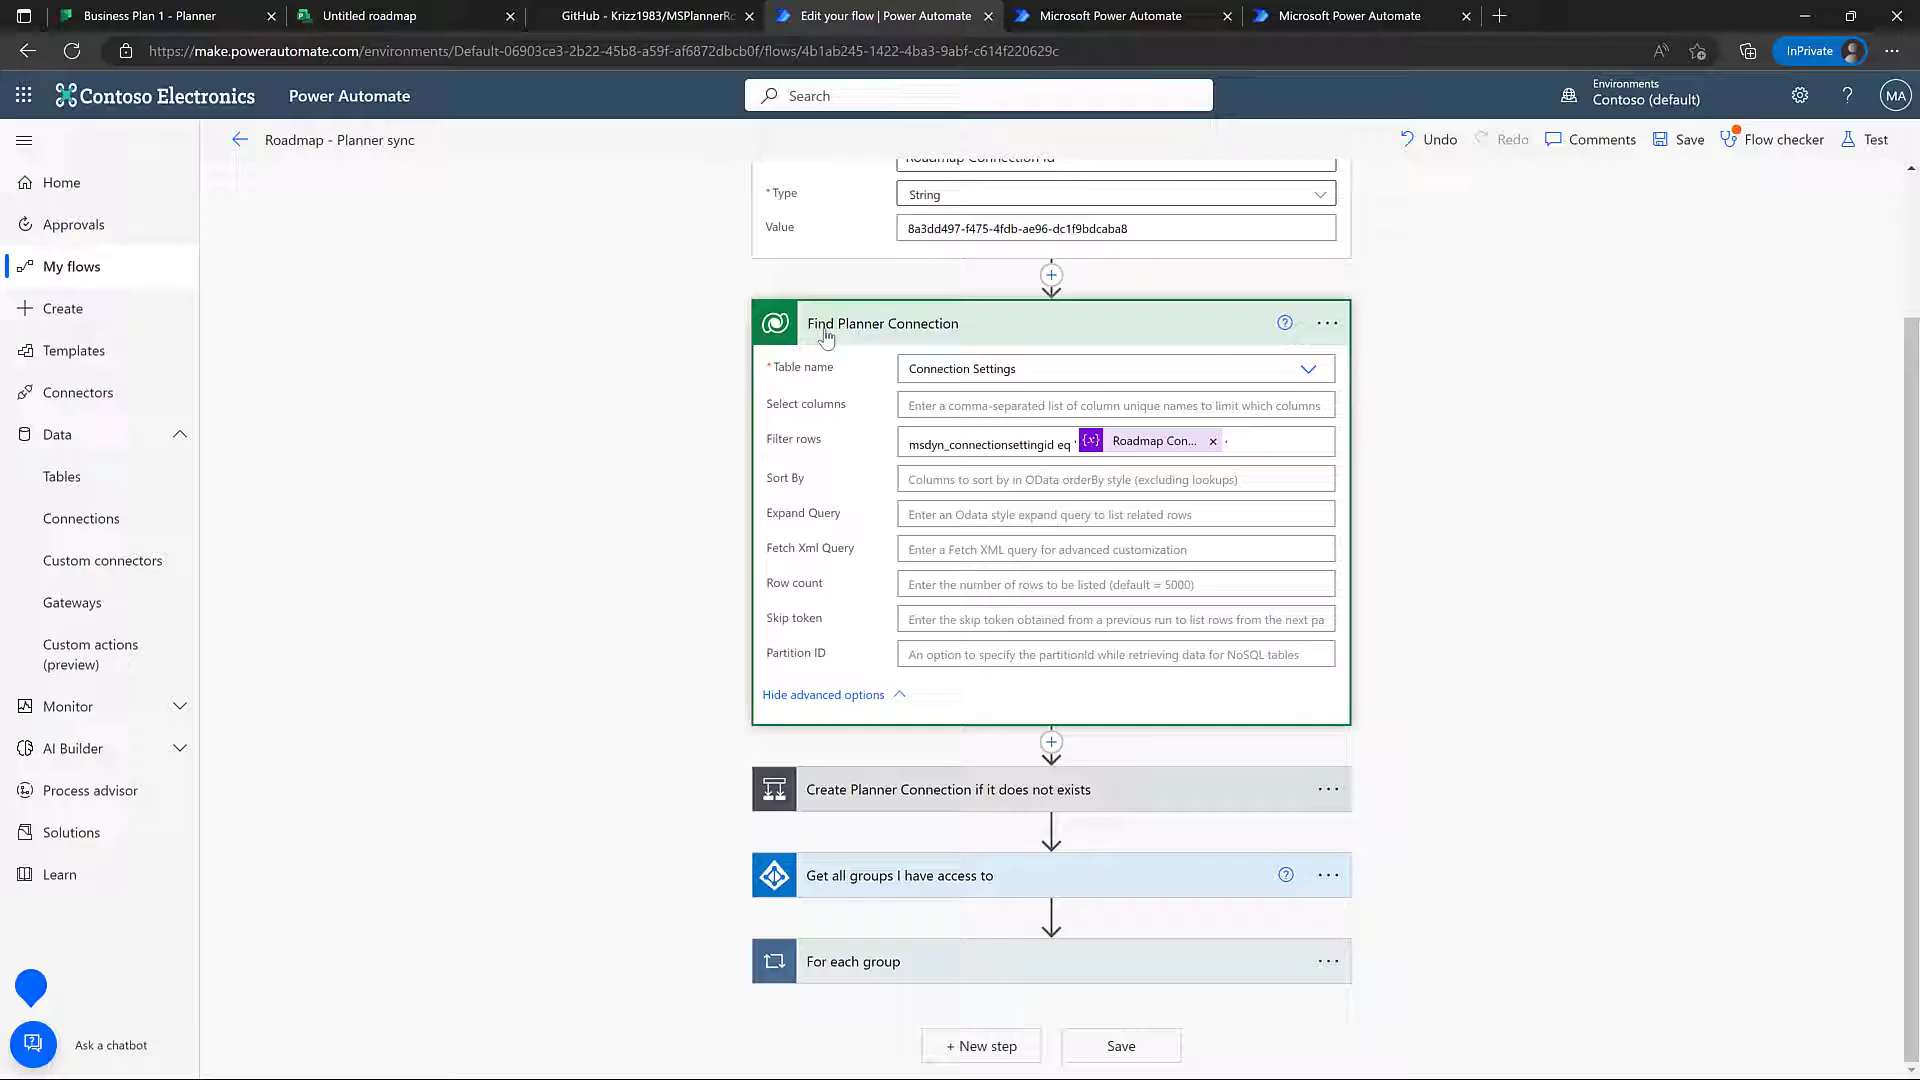 Business Plan 1 - Planner
Untitled roadmap
GitHub - Krizz1983/MSPlannerRo
Edit your flow | Power Automate
Microsoft Power Automate
Microsoft Power Automate
https://make.powerautomate.com/environments/Default-06903ce3-2b22-45b8-a59f-af6872dbcb0f/flows/4b1ab245-1422-4ba3-9abf-c614f220629c
InPrivate
Contoso Electronics
Power Automate
Search
Environments
Contoso (default)
MA
Roadmap - Planner sync
Undo
Redo
Comments
Save
Flow checker
Test
Home
Approvals
My flows
Create
Templates
Connectors
Data
Tables
Connections
Custom connectors
Gateways
Custom actions
(preview)
Monitor
AI Builder
Process advisor
Solutions
Learn
Ask a chatbot
Roadmap Connection Id
* Type
String
Value
8a3dd497-f475-4fdb-ae96-dc1f9bdcaba8
Find Planner Connection
* Table name
Connection Settings
Select columns
Enter a comma-separated list of column unique names to limit which columns
Filter rows
msdyn_connectionsettingid eq ' {x} Roadmap Con... × '
Sort By
Columns to sort by in OData orderBy style (excluding lookups)
Expand Query
Enter an Odata style expand query to list related rows
Fetch Xml Query
Enter a Fetch XML query for advanced customization
Row count
Enter the number of rows to be listed (default = 5000)
Skip token
Enter the skip token obtained from a previous run to list rows from the next pa
Partition ID
An option to specify the partitionId while retrieving data for NoSQL tables
Hide advanced options
Create Planner Connection if it does not exists
Get all groups I have access to
For each group
+ New step
Save